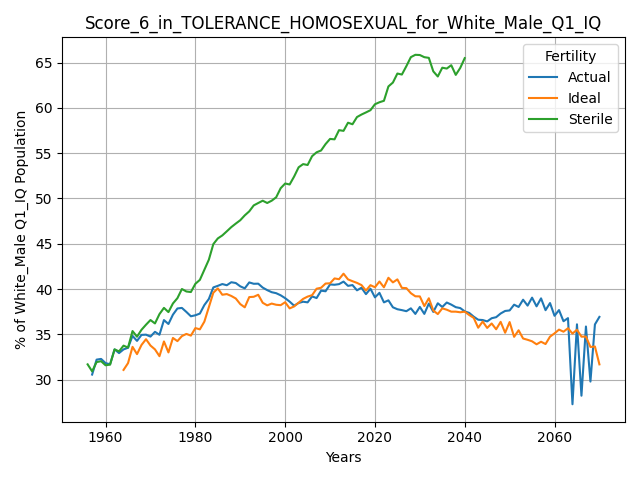 Score_6_in_TOLERANCE_HOMOSEXUAL_for_White_Male_Q1_IQ
% of White_Male Q1_IQ Population
65
60
55
50
45
40
35
30
Fertility
Actual
Ideal
Sterile
1960 1980 2000 2020 2040 2060
Years